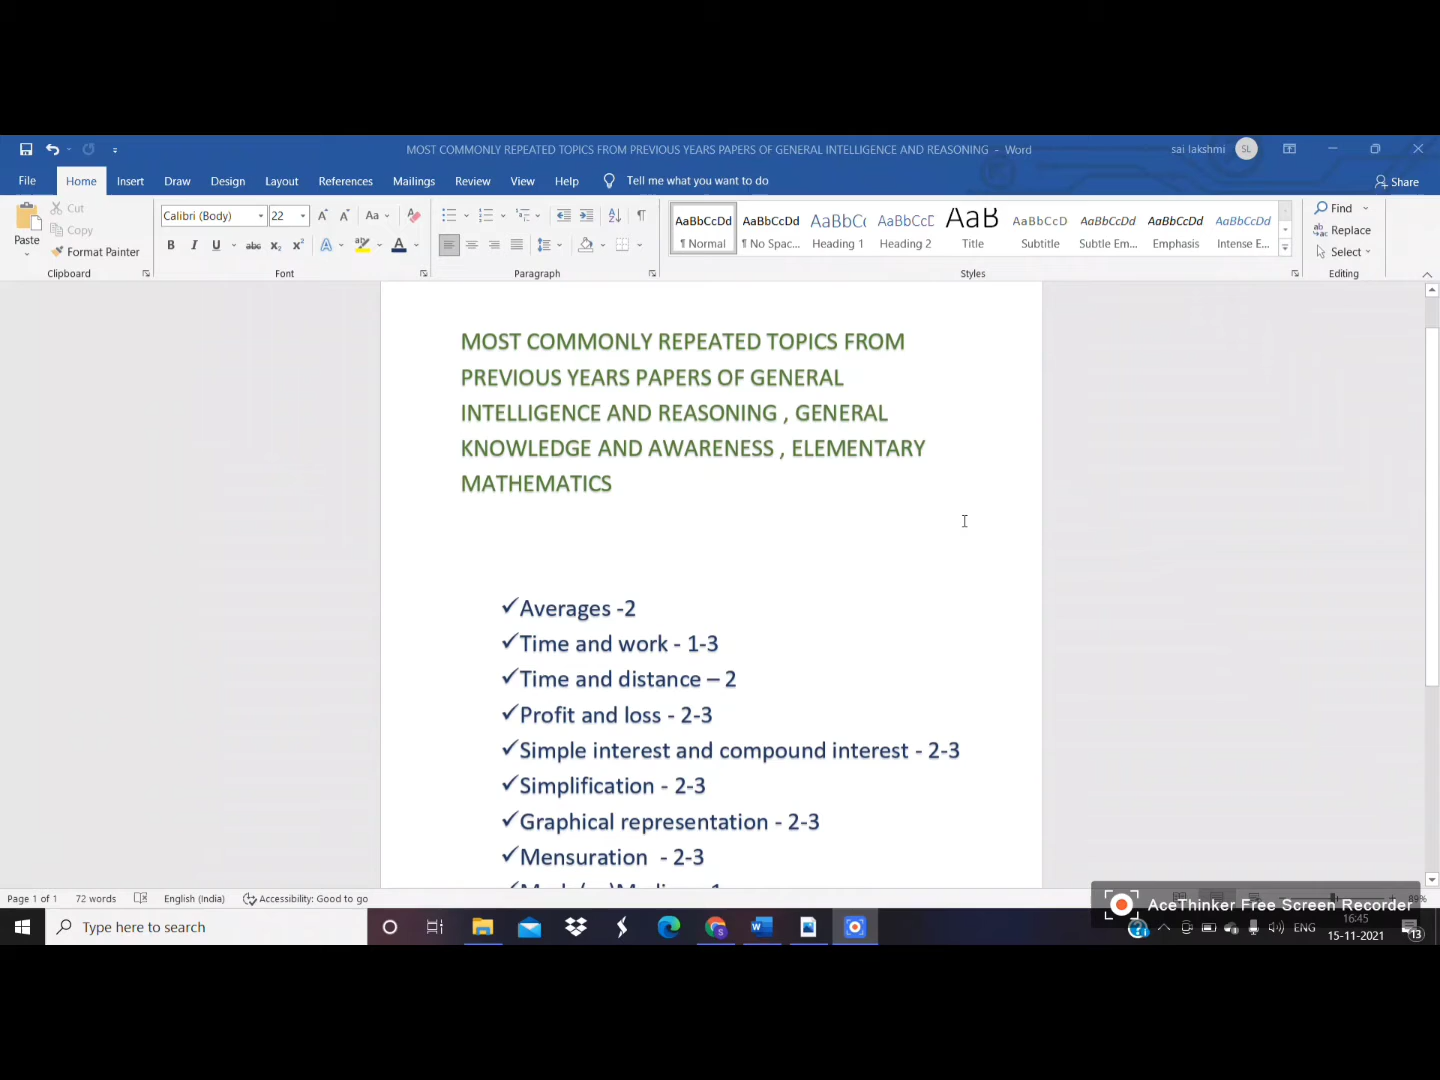 MOST COMMONLY REPEATED TOPICS FROM PREVIOUS YEARS PAPERS OF GENERAL INTELLIGENCE AND REASONING - Word
sai lakshmi SL
File Home Insert Draw Design Layout References Mailings Review View Help Tell me what you want to do Share
Paste
Cut
Copy
Format Painter
Clipboard
Calibri (Body) 22 A A Aa A
B I U abc x₂ x² A aby A
Font
Paragraph
AaBbCcDd AaBbCcDd AaBbC( AaBbCcD AaB AaBbCcD AaBbCcDd AaBbCcDd AaBbCcDd
¶ Normal ¶ No Spac... Heading 1 Heading 2 Title Subtitle Subtle Em... Emphasis Intense E...
Styles
Find
Replace
Select
Editing
MOST COMMONLY REPEATED TOPICS FROM
PREVIOUS YEARS PAPERS OF GENERAL
INTELLIGENCE AND REASONING , GENERAL
KNOWLEDGE AND AWARENESS , ELEMENTARY
MATHEMATICS
✓Averages -2
✓Time and work - 1-3
✓Time and distance – 2
✓Profit and loss - 2-3
✓Simple interest and compound interest - 2-3
✓Simplification - 2-3
✓Graphical representation - 2-3
✓Mensuration - 2-3
Page 1 of 1 72 words English (India) Accessibility: Good to go
AceThinker Free Screen Recorder
Type here to search
ENG
16:45
15-11-2021
13